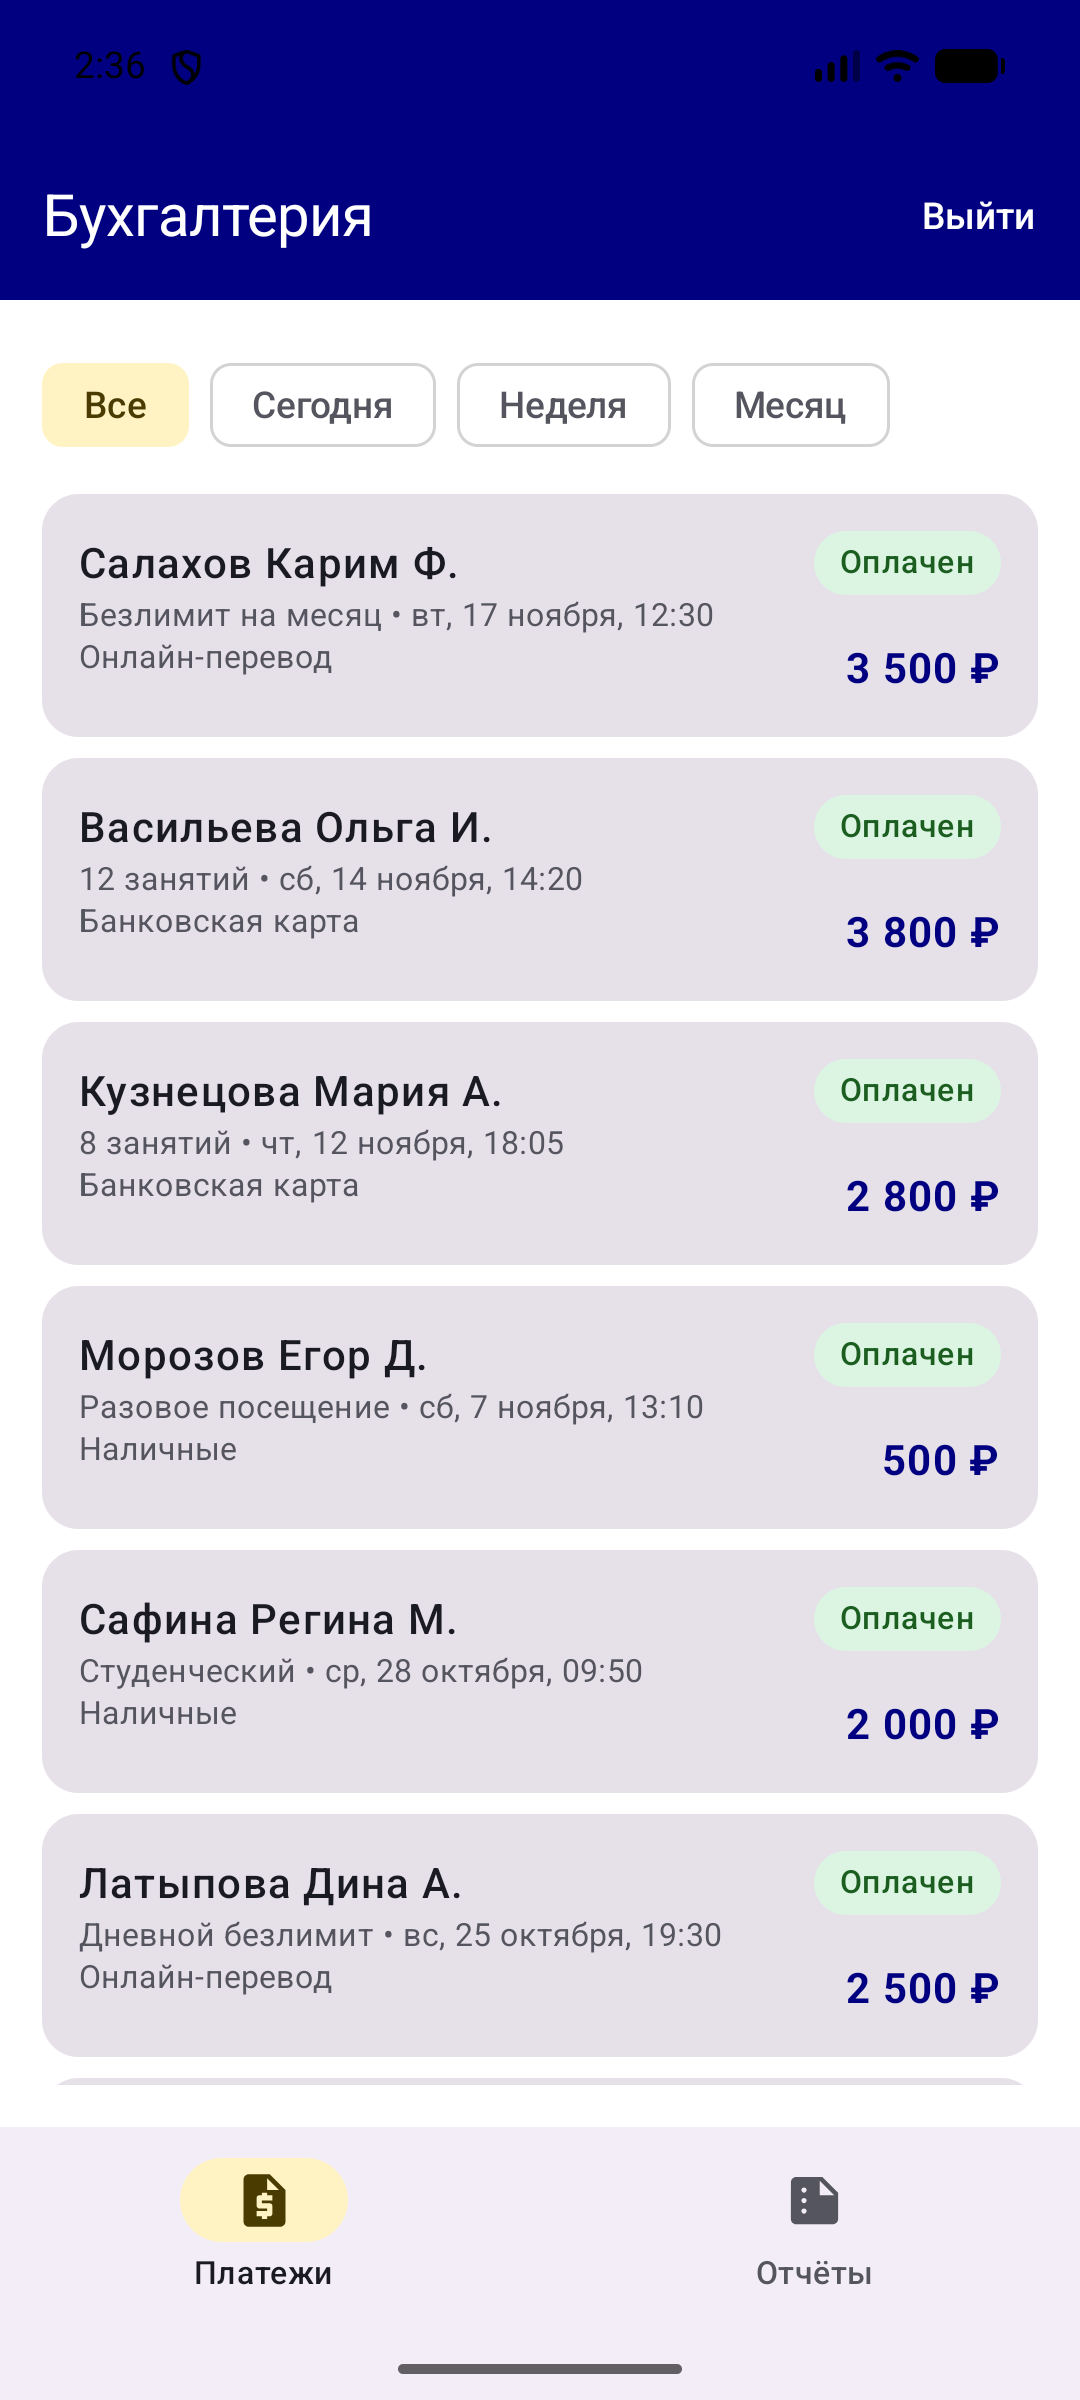 2:36
Бухгалтерия
Выйти
Все
Сегодня
Неделя
Месяц
Салахов Карим Ф.
Оплачен
Безлимит на месяц • вт, 17 ноября, 12:30
Онлайн-перевод
3 500 ₽
Васильева Ольга И.
Оплачен
12 занятий • сб, 14 ноября, 14:20
Банковская карта
3 800 ₽
Кузнецова Мария А.
Оплачен
8 занятий • чт, 12 ноября, 18:05
Банковская карта
2 800 ₽
Морозов Егор Д.
Оплачен
Разовое посещение • сб, 7 ноября, 13:10
Наличные
500 ₽
Сафина Регина М.
Оплачен
Студенческий • ср, 28 октября, 09:50
Наличные
2 000 ₽
Латыпова Дина А.
Оплачен
Дневной безлимит • вс, 25 октября, 19:30
Онлайн-перевод
2 500 ₽
Платежи
Отчёты